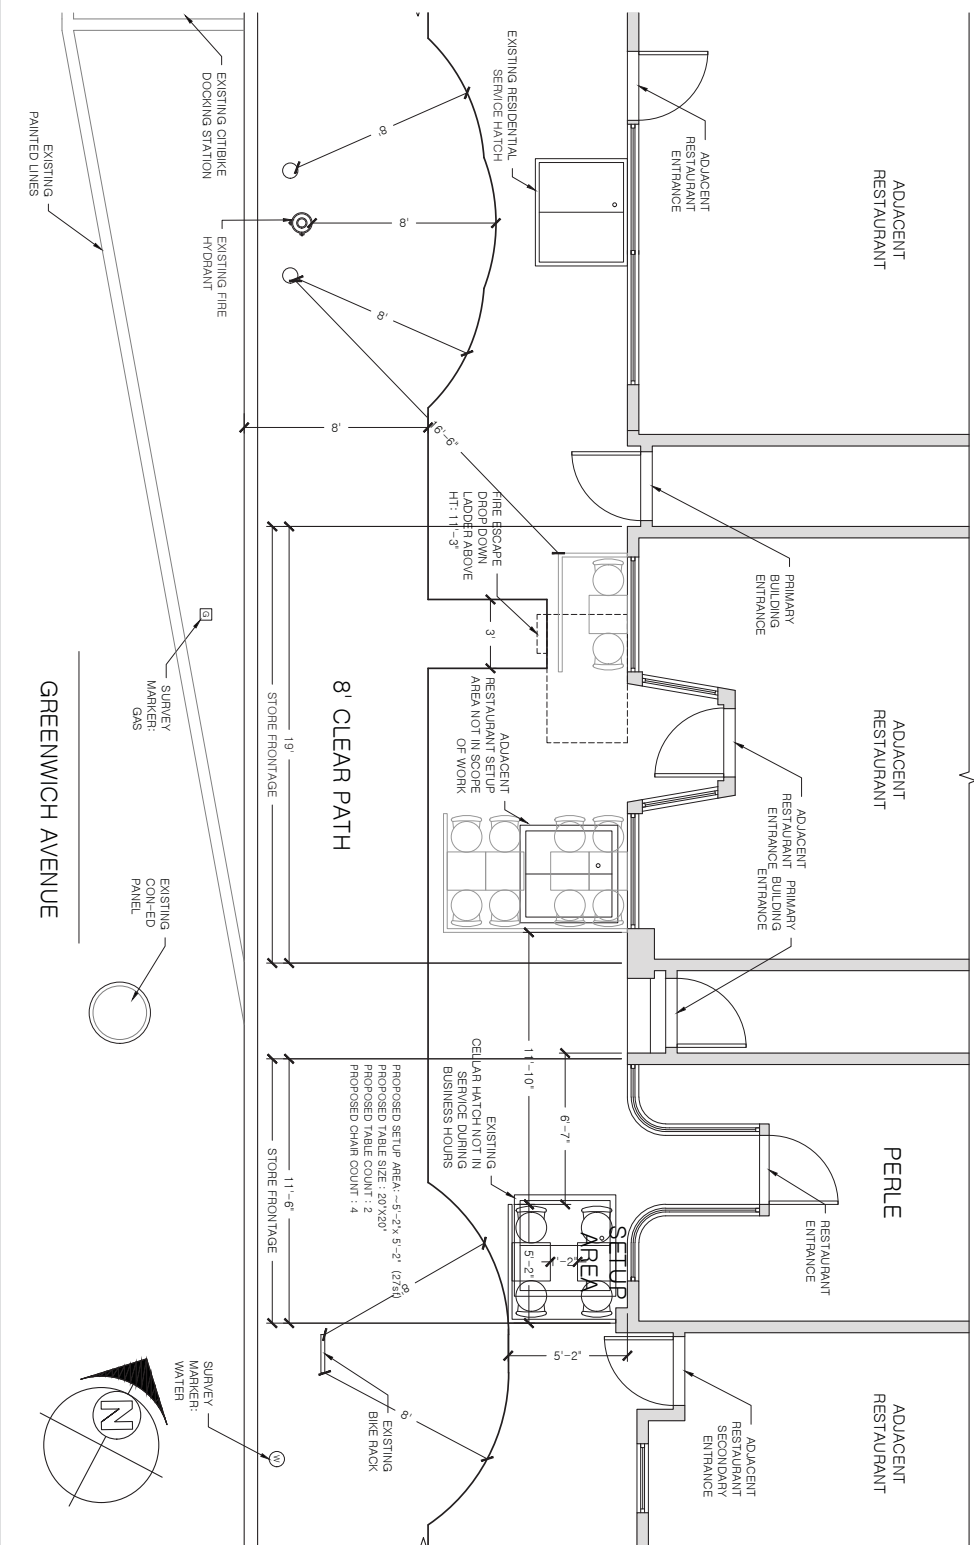 ADJACENT
RESTAURANT
ADJACENT
RESTAURANT
ENTRANCE
EXISTING RESIDENTIAL
SERVICE HATCH
8'
8'
8'
EXISTING CITIBIKE
DOCKING STATION
EXISTING
PAINTED LINES
EXISTING FIRE
HYDRANT
8'
16'-6"
FIRE ESCAPE
DROP DOWN
LADDER ABOVE
HT: 11'-3"
PRIMARY
BUILDING
ENTRANCE
3'
ADJACENT
RESTAURANT
ADJACENT
RESTAURANT SETUP
AREA NOT IN SCOPE
OF WORK
ADJACENT
RESTAURANT
ENTRANCE
PRIMARY
BUILDING
ENTRANCE
8' CLEAR PATH
19'
STORE FRONTAGE
G
SURVEY
MARKER:
GAS
GREENWICH AVENUE
EXISTING
CON-ED
PANEL
11'-10"
6'-7"
EXISTING
CELLAR HATCH NOT IN
SERVICE DURING
BUSINESS HOURS
PROPOSED SETUP AREA: ~5'-2"x 5'-2" (27sf)
PROPOSED TABLE SIZE : 20"X20"
PROPOSED TABLE COUNT : 2
PROPOSED CHAIR COUNT : 4
11'-6"
STORE FRONTAGE
PERLE
RESTAURANT
ENTRANCE
SETUP
AREA
1'-2"
5'-2"
5'-2"
8'
8'
EXISTING
BIKE RACK
SURVEY
MARKER:
WATER
W
N
ADJACENT
RESTAURANT
SECONDARY
ENTRANCE
ADJACENT
RESTAURANT